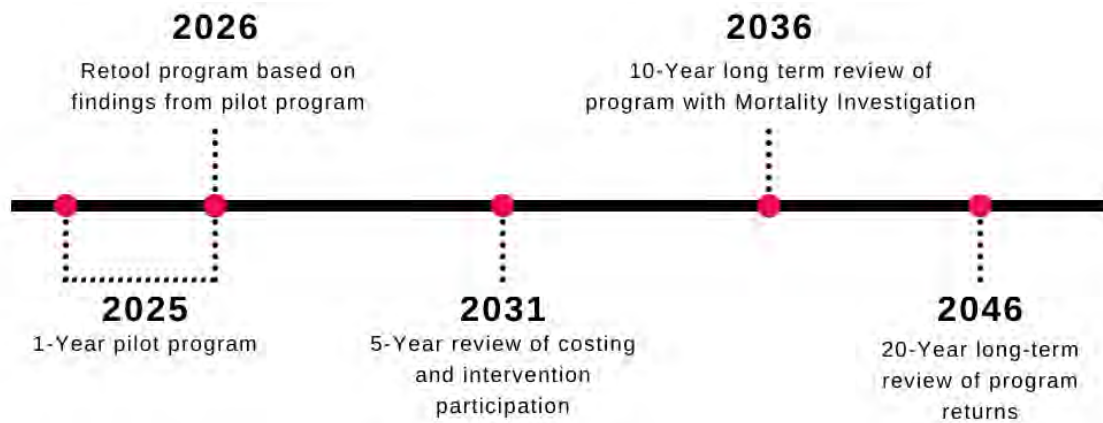 2026
Retool program based on
findings from pilot program
2036
10-Year long term review of
program with Mortality Investigation
2025
1-Year pilot program
2031
5-Year review of costing
and intervention
participation
2046
20-Year long-term
review of program
returns